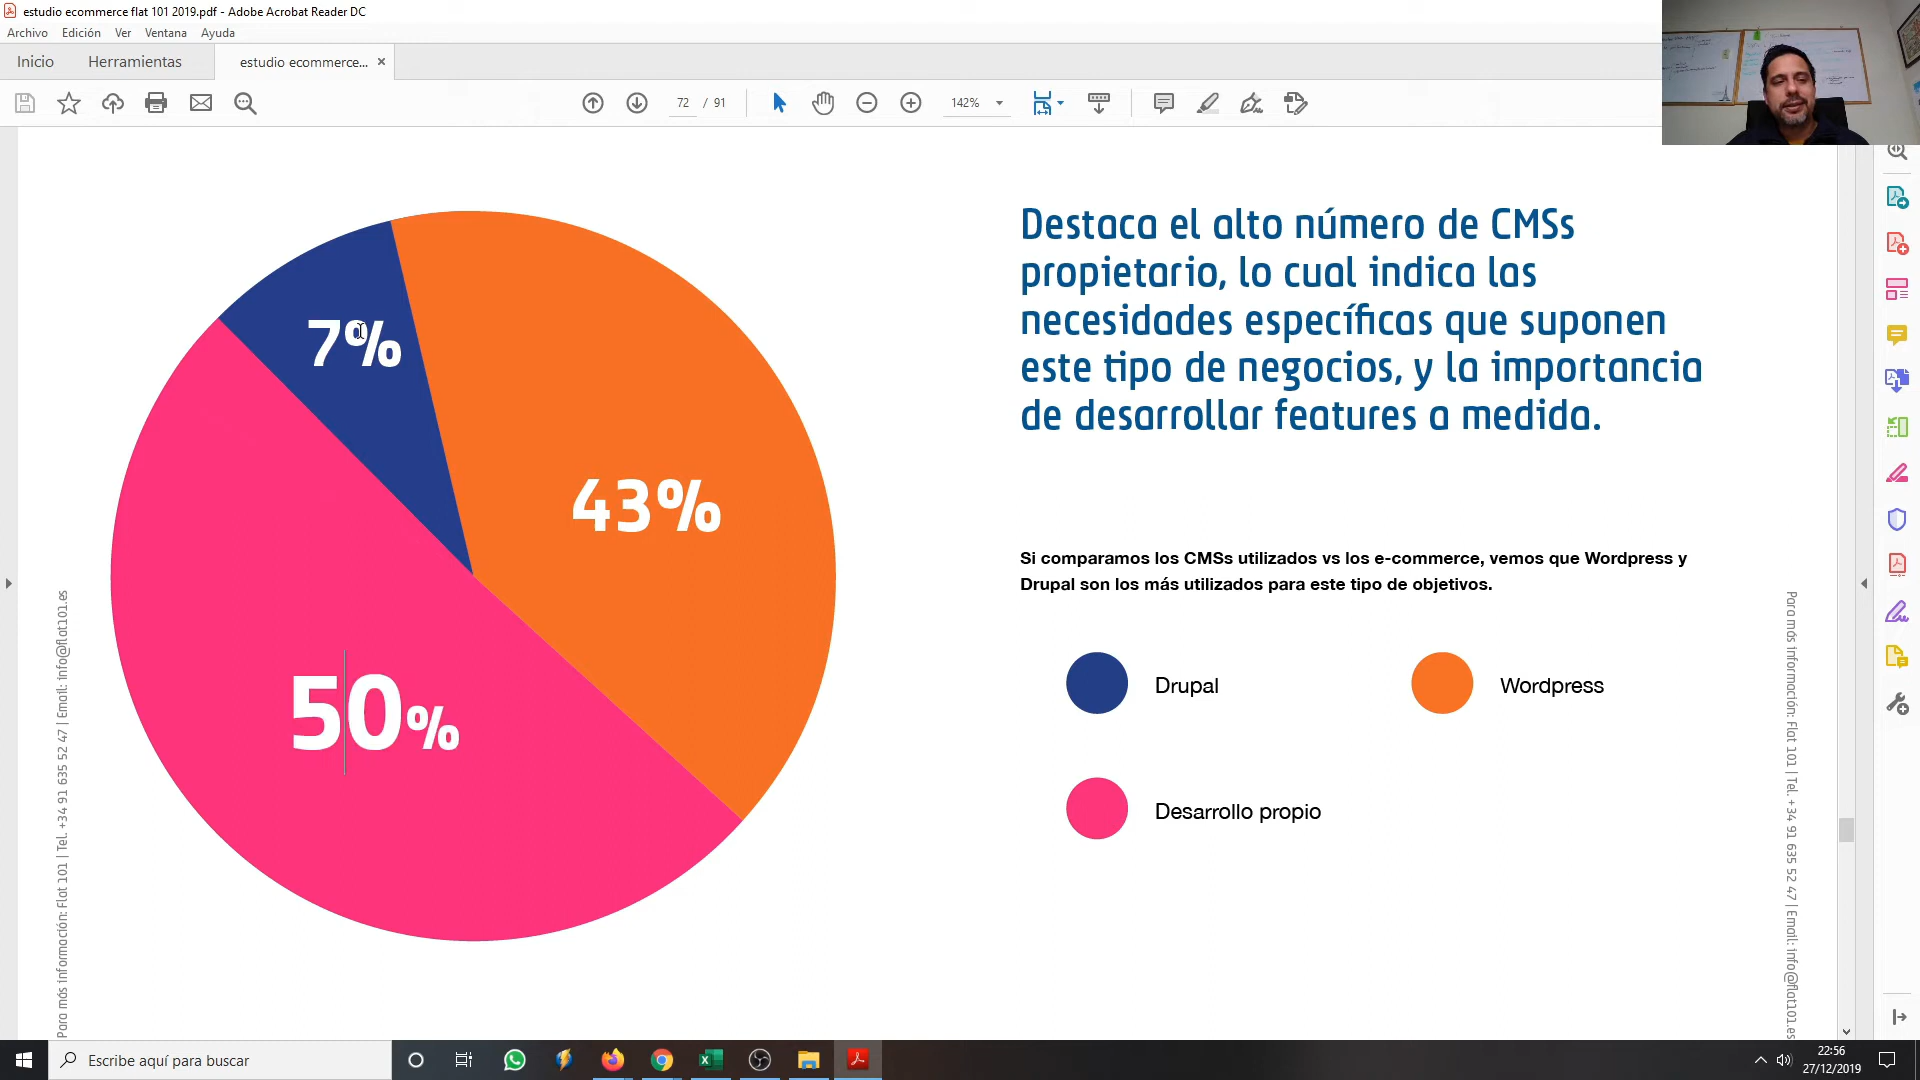 estudio ecommerce flat 101 2019.pdf - Adobe Acrobat Reader DC
Archivo Edición Ver Ventana Ayuda
Inicio Herramientas estudio ecommerce... ×
72 / 91 142%
7%
43%
50%
Destaca el alto número de CMSs
propietario, lo cual indica las
necesidades específicas que suponen
este tipo de negocios, y la importancia
de desarrollar features a medida.
Si comparamos los CMSs utilizados vs los e-commerce, vemos que Wordpress y
Drupal son los más utilizados para este tipo de objetivos.
Drupal
Wordpress
Desarrollo propio
Para más información: Flat 101 | Tel. +34 91 635 52 47 | Email: info@flat101.es
Para más información: Flat 101 | Tel. +34 91 635 52 47 | Email: info@flat101.es
Escribe aquí para buscar
22:56
27/12/2019